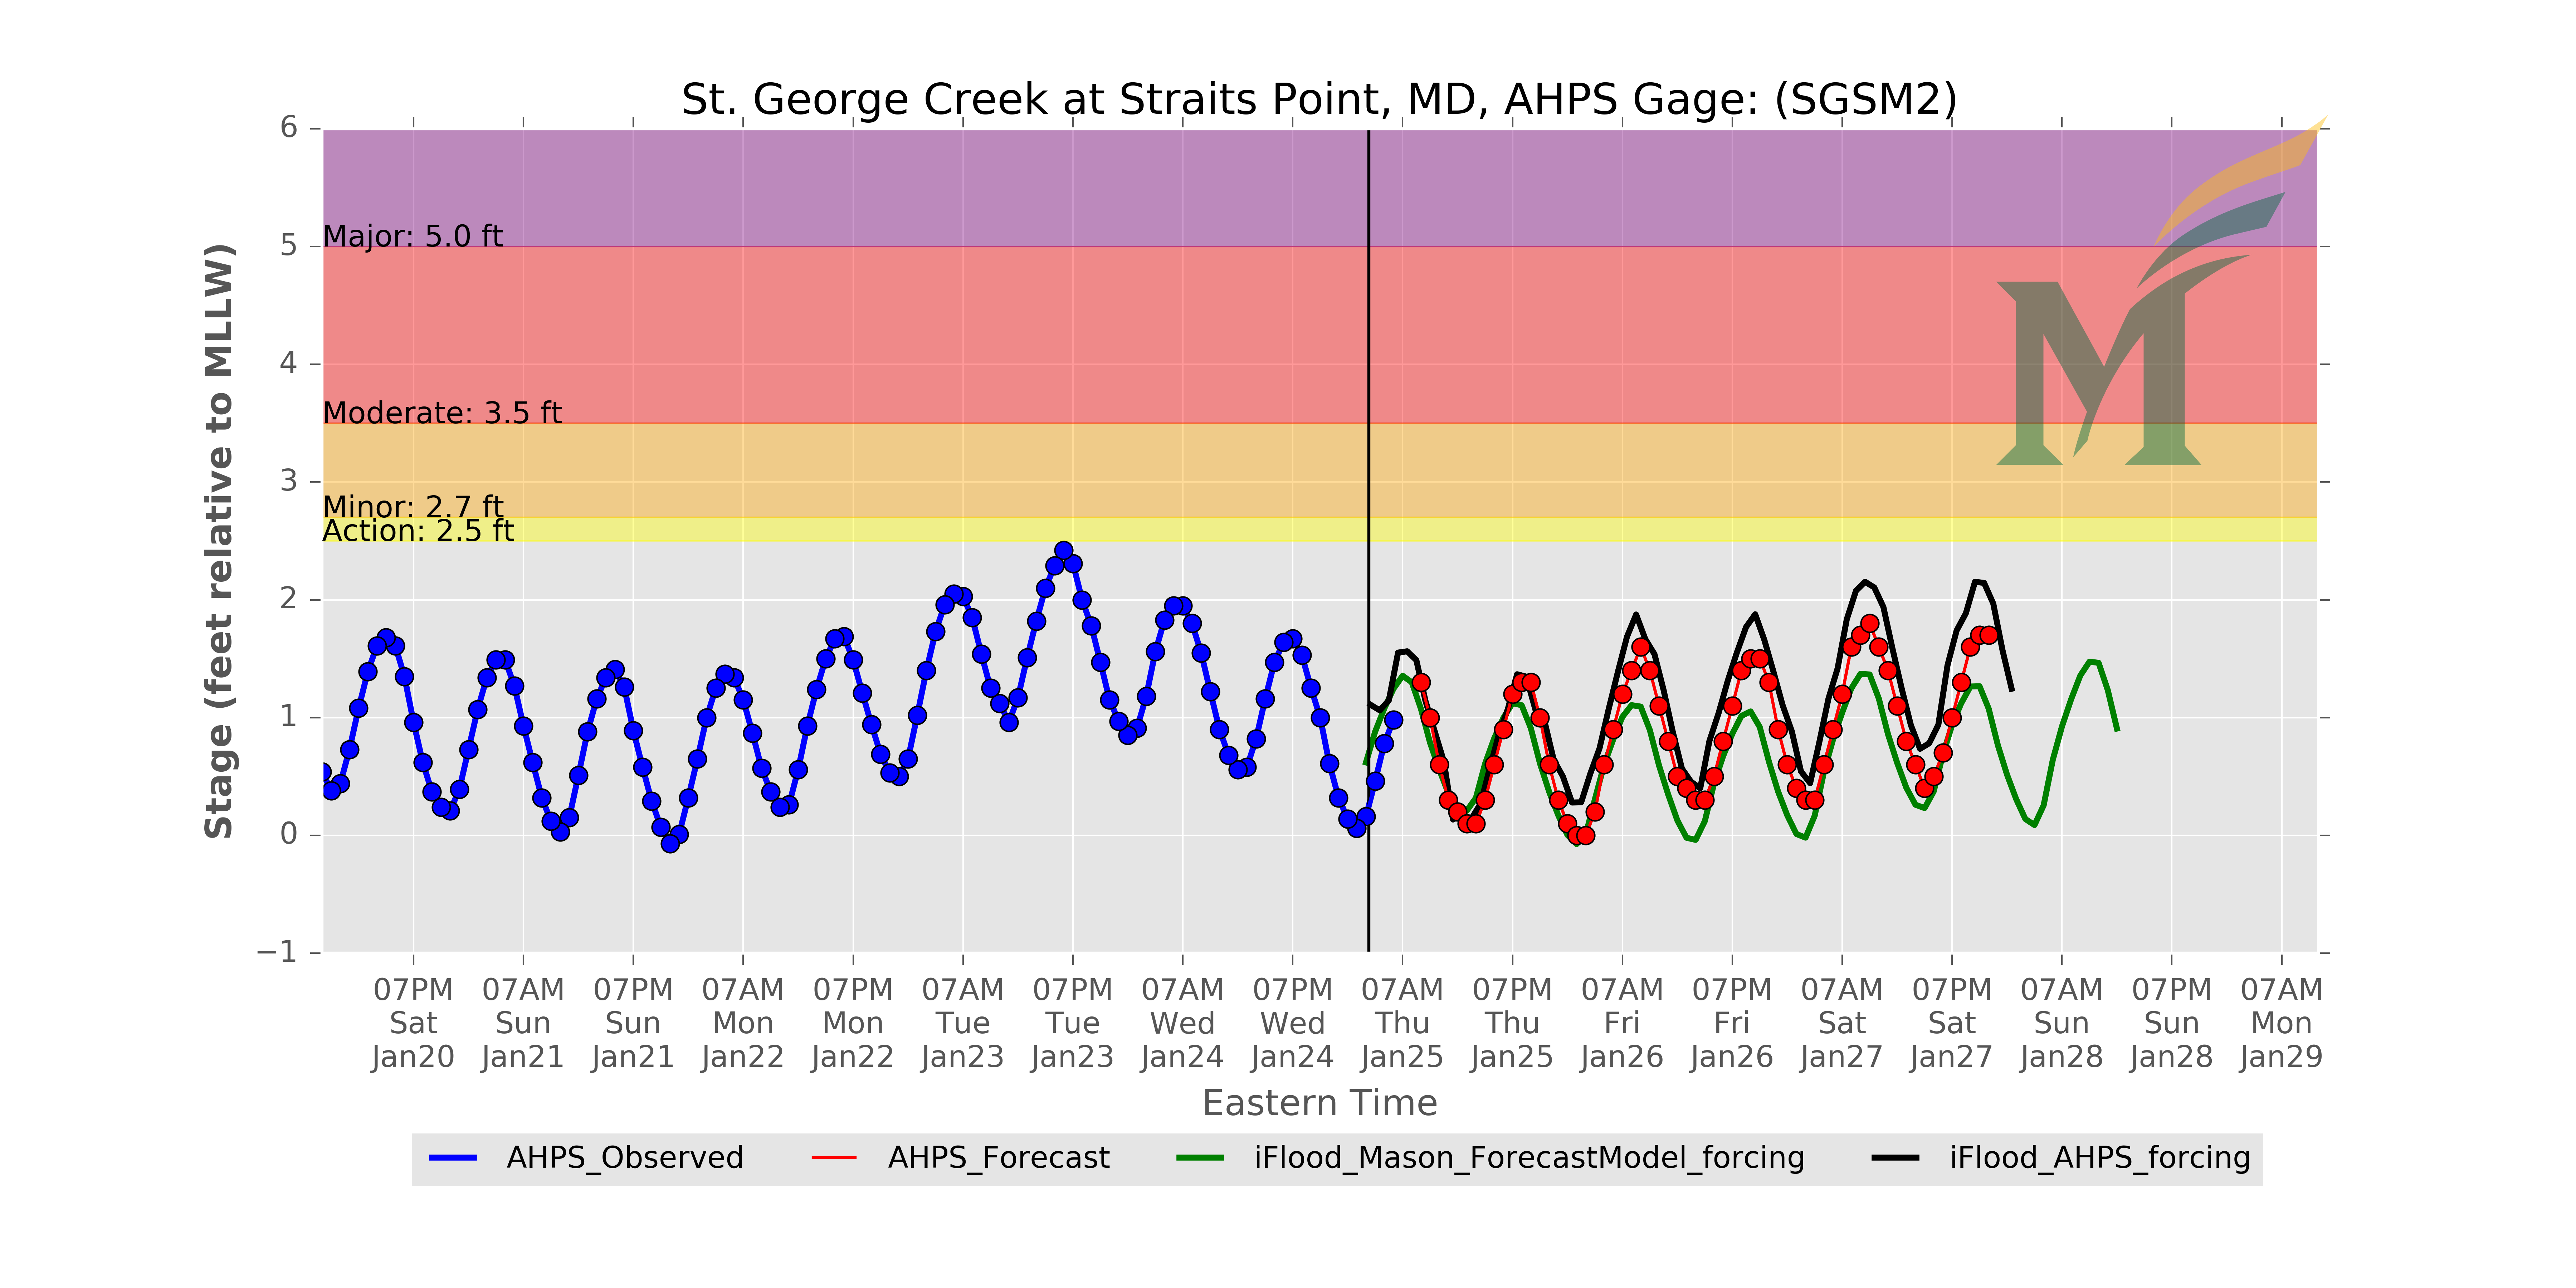 St. George Creek at Straits Point, MD, AHPS Gage: (SGSM2)
Stage (feet relative to MLLW)
6
5
4
3
2
1
0
−1
Major: 5.0 ft
Moderate: 3.5 ft
Minor: 2.7 ft
Action: 2.5 ft
M
07PM 07AM 07PM 07AM 07PM 07AM 07PM 07AM 07PM 07AM 07PM 07AM 07PM 07AM 07PM 07AM 07PM 07AM
Sat Sun Sun Mon Mon Tue Tue Wed Wed Thu Thu Fri Fri Sat Sat Sun Sun Mon
Jan20 Jan21 Jan21 Jan22 Jan22 Jan23 Jan23 Jan24 Jan24 Jan25 Jan25 Jan26 Jan26 Jan27 Jan27 Jan28 Jan28 Jan29
Eastern Time
AHPS_Observed AHPS_Forecast iFlood_Mason_ForecastModel_forcing iFlood_AHPS_forcing